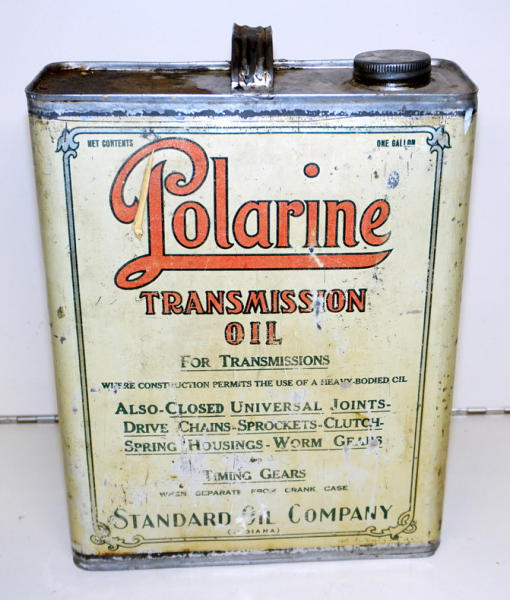 NET CONTENTS ONE GALLON
Polarine
TRANSMISSION
OIL
FOR TRANSMISSIONS
WHERE CONSTRUCTION PERMITS THE USE OF A HEAVY-BODIED OIL
ALSO-CLOSED UNIVERSAL JOINTS-
DRIVE CHAINS-SPROCKETS-CLUTCH-
SPRING HOUSINGS-WORM GEARS
TIMING GEARS
WHEN SEPARATE FROM CRANK CASE
STANDARD OIL COMPANY
(INDIANA)